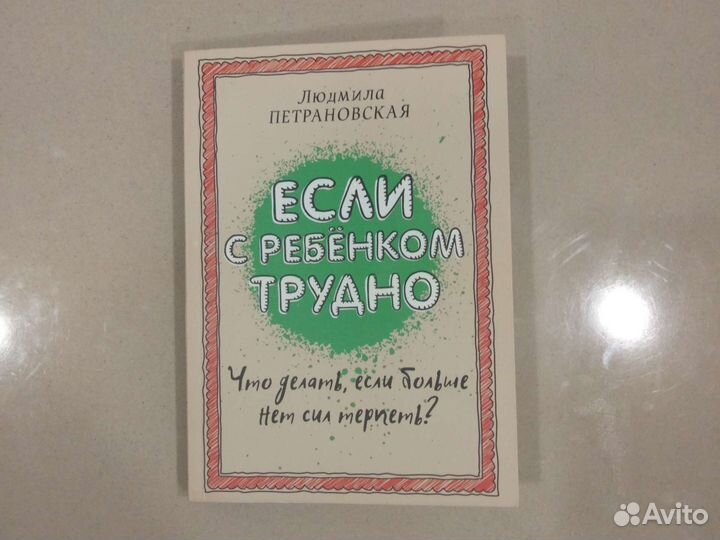 Людмила
ПЕТРАНОВСКАЯ
ЕСЛИ
С РЕБЁНКОМ
ТРУДНО
Что делать, если больше
нет сил терпеть?
Avito